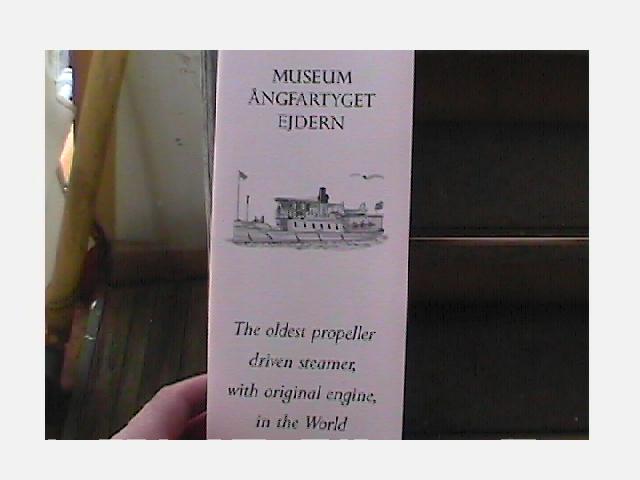 MUSEUM
ÅNGFARTYGET
EJDERN
The oldest propeller
driven steamer,
with original engine,
in the World